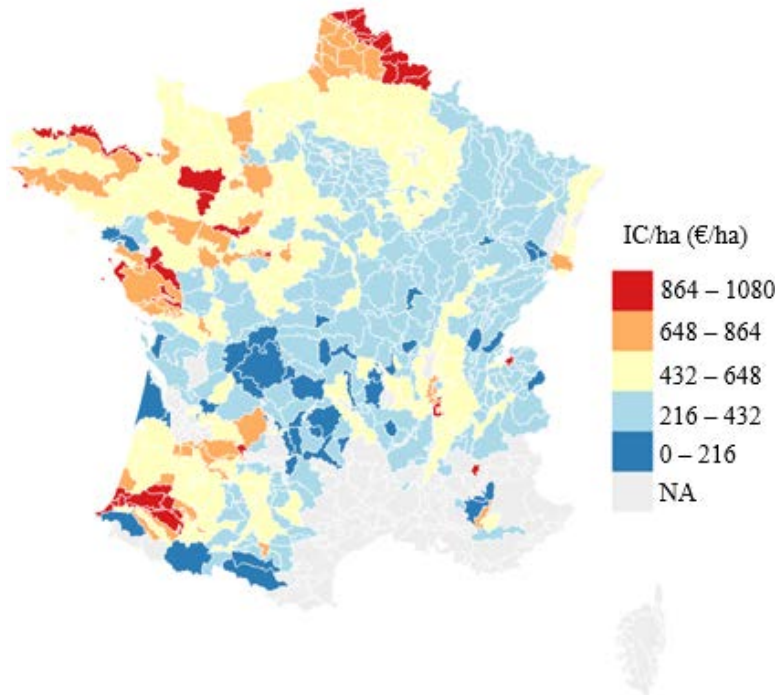 IC/ha (€/ha)
864 – 1080
648 – 864
432 – 648
216 – 432
0 – 216
NA